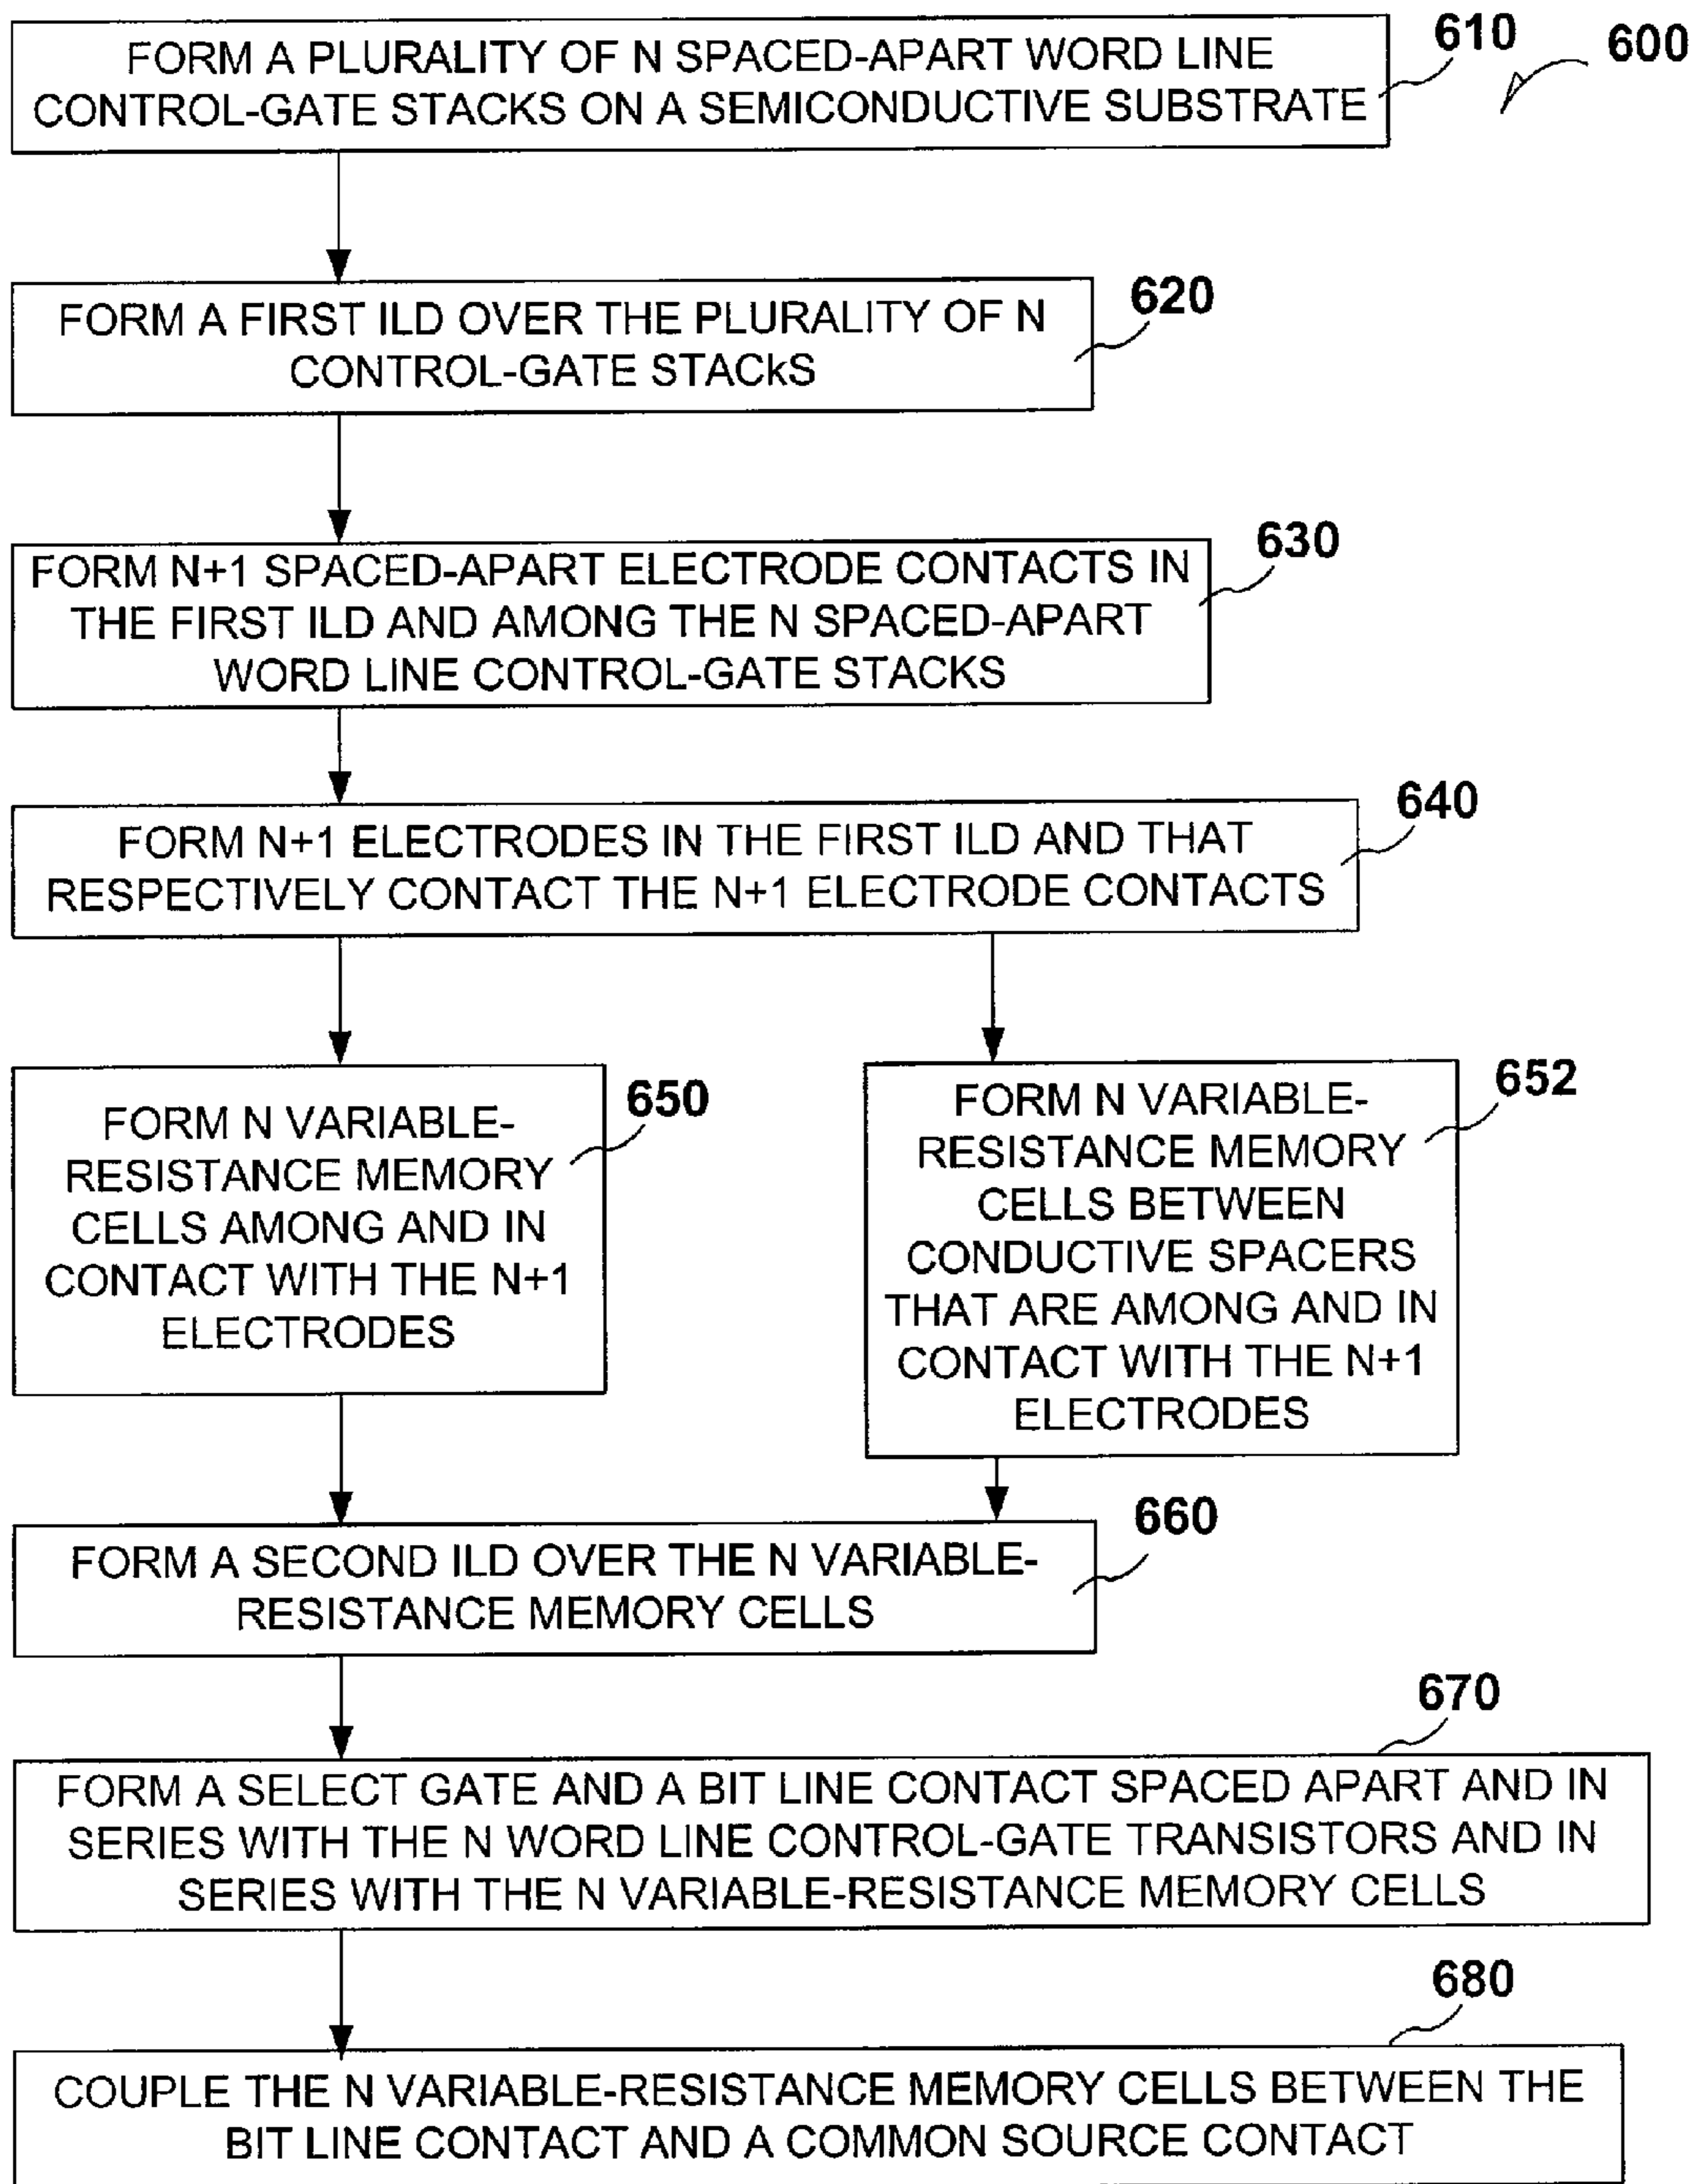 610
600
FORM A PLURALITY OF N SPACED-APART WORD LINE
CONTROL-GATE STACKS ON A SEMICONDUCTIVE SUBSTRATE
620
FORM A FIRST ILD OVER THE PLURALITY OF N
CONTROL-GATE STACkS
630
FORM N+1 SPACED-APART ELECTRODE CONTACTS IN
THE FIRST ILD AND AMONG THE N SPACED-APART
WORD LINE CONTROL-GATE STACKS
640
FORM N+1 ELECTRODES IN THE FIRST ILD AND THAT
RESPECTIVELY CONTACT THE N+1 ELECTRODE CONTACTS
650
FORM N VARIABLE-
RESISTANCE MEMORY
CELLS AMONG AND IN
CONTACT WITH THE N+1
ELECTRODES
652
FORM N VARIABLE-
RESISTANCE MEMORY
CELLS BETWEEN
CONDUCTIVE SPACERS
THAT ARE AMONG AND IN
CONTACT WITH THE N+1
ELECTRODES
660
FORM A SECOND ILD OVER THE N VARIABLE-
RESISTANCE MEMORY CELLS
670
FORM A SELECT GATE AND A BIT LINE CONTACT SPACED APART AND IN
SERIES WITH THE N WORD LINE CONTROL-GATE TRANSISTORS AND IN
SERIES WITH THE N VARIABLE-RESISTANCE MEMORY CELLS
680
COUPLE THE N VARIABLE-RESISTANCE MEMORY CELLS BETWEEN THE
BIT LINE CONTACT AND A COMMON SOURCE CONTACT